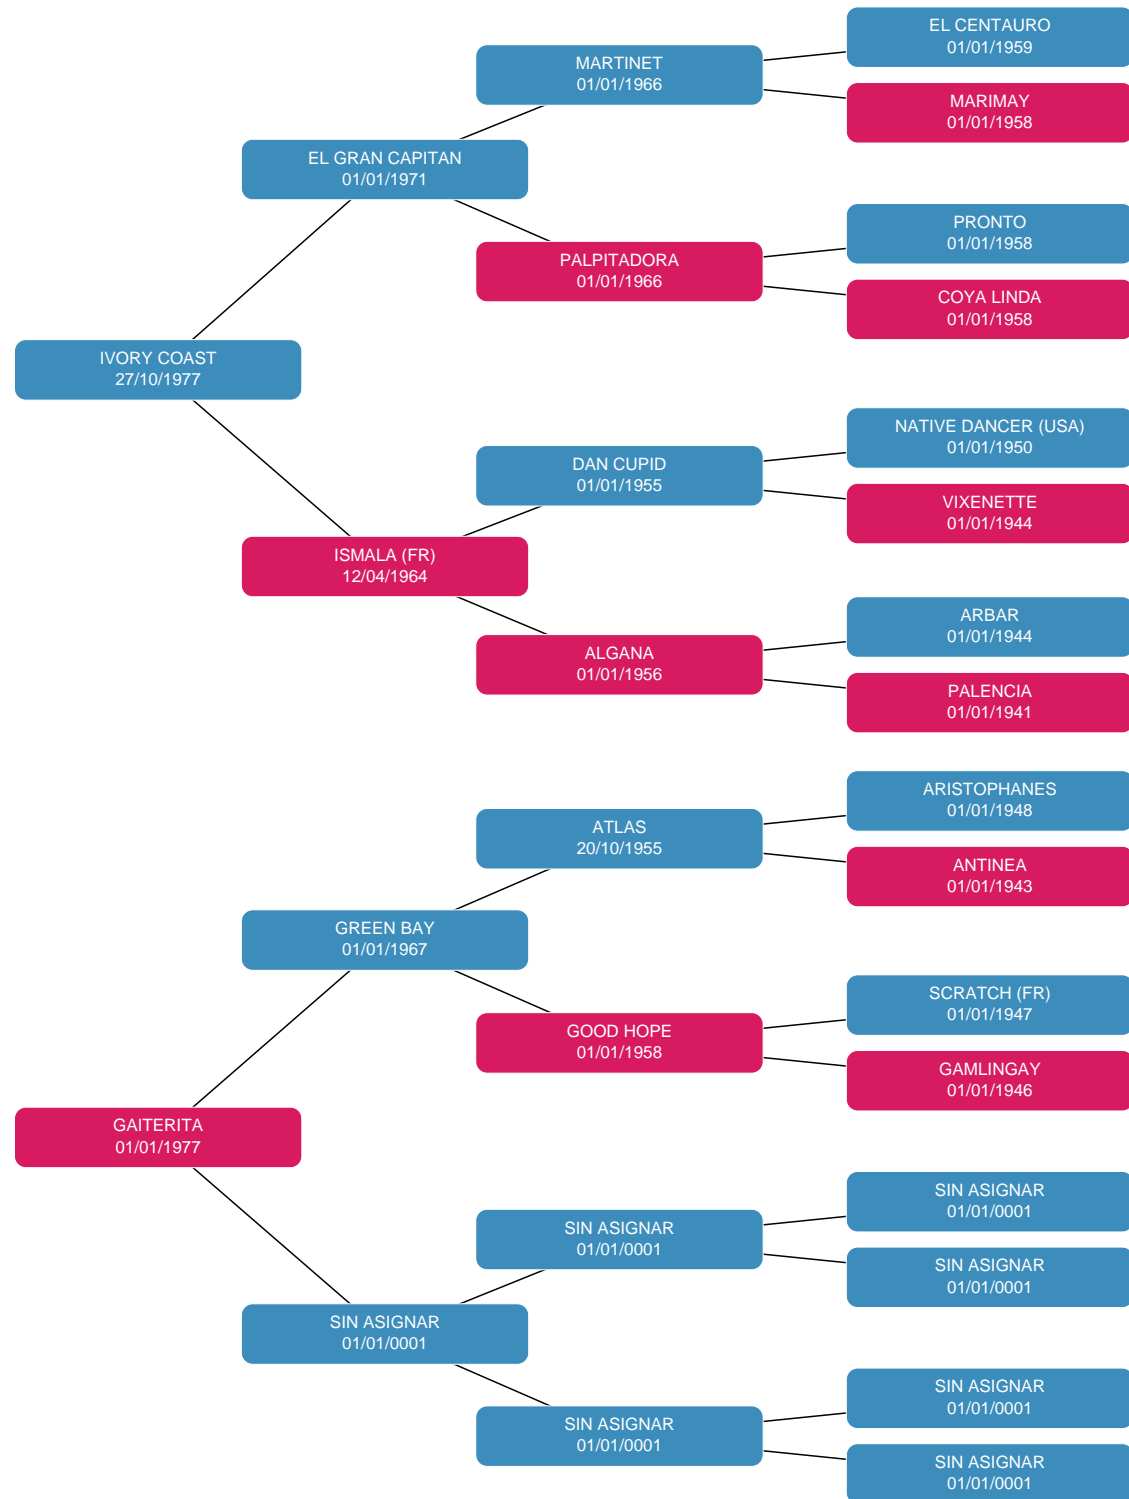 EL CENTAURO
01/01/1959
MARTINET
01/01/1966
MARIMAY
01/01/1958
EL GRAN CAPITAN
01/01/1971
PRONTO
01/01/1958
PALPITADORA
01/01/1966
COYA LINDA
01/01/1958
IVORY COAST
27/10/1977
NATIVE DANCER (USA)
01/01/1950
DAN CUPID
01/01/1955
VIXENETTE
01/01/1944
ISMALA (FR)
12/04/1964
ARBAR
01/01/1944
ALGANA
01/01/1956
PALENCIA
01/01/1941
ARISTOPHANES
01/01/1948
ATLAS
20/10/1955
ANTINEA
01/01/1943
GREEN BAY
01/01/1967
SCRATCH (FR)
01/01/1947
GOOD HOPE
01/01/1958
GAMLINGAY
01/01/1946
GAITERITA
01/01/1977
SIN ASIGNAR
01/01/0001
SIN ASIGNAR
01/01/0001
SIN ASIGNAR
01/01/0001
SIN ASIGNAR
01/01/0001
SIN ASIGNAR
01/01/0001
SIN ASIGNAR
01/01/0001
SIN ASIGNAR
01/01/0001